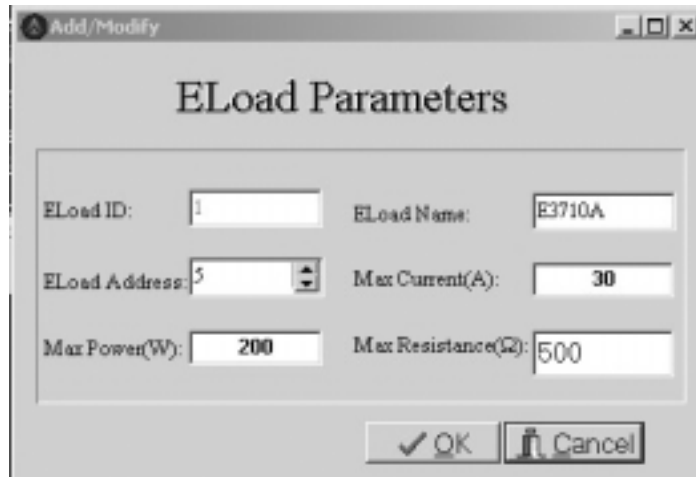 Add/Modify
ELoad Parameters
ELoad ID: 1 ELoad Name: E3710A
ELoad Address: 5 Max Current(A): 30
Max Power(W): 200 Max Resistance(Ω): 500
OK Cancel